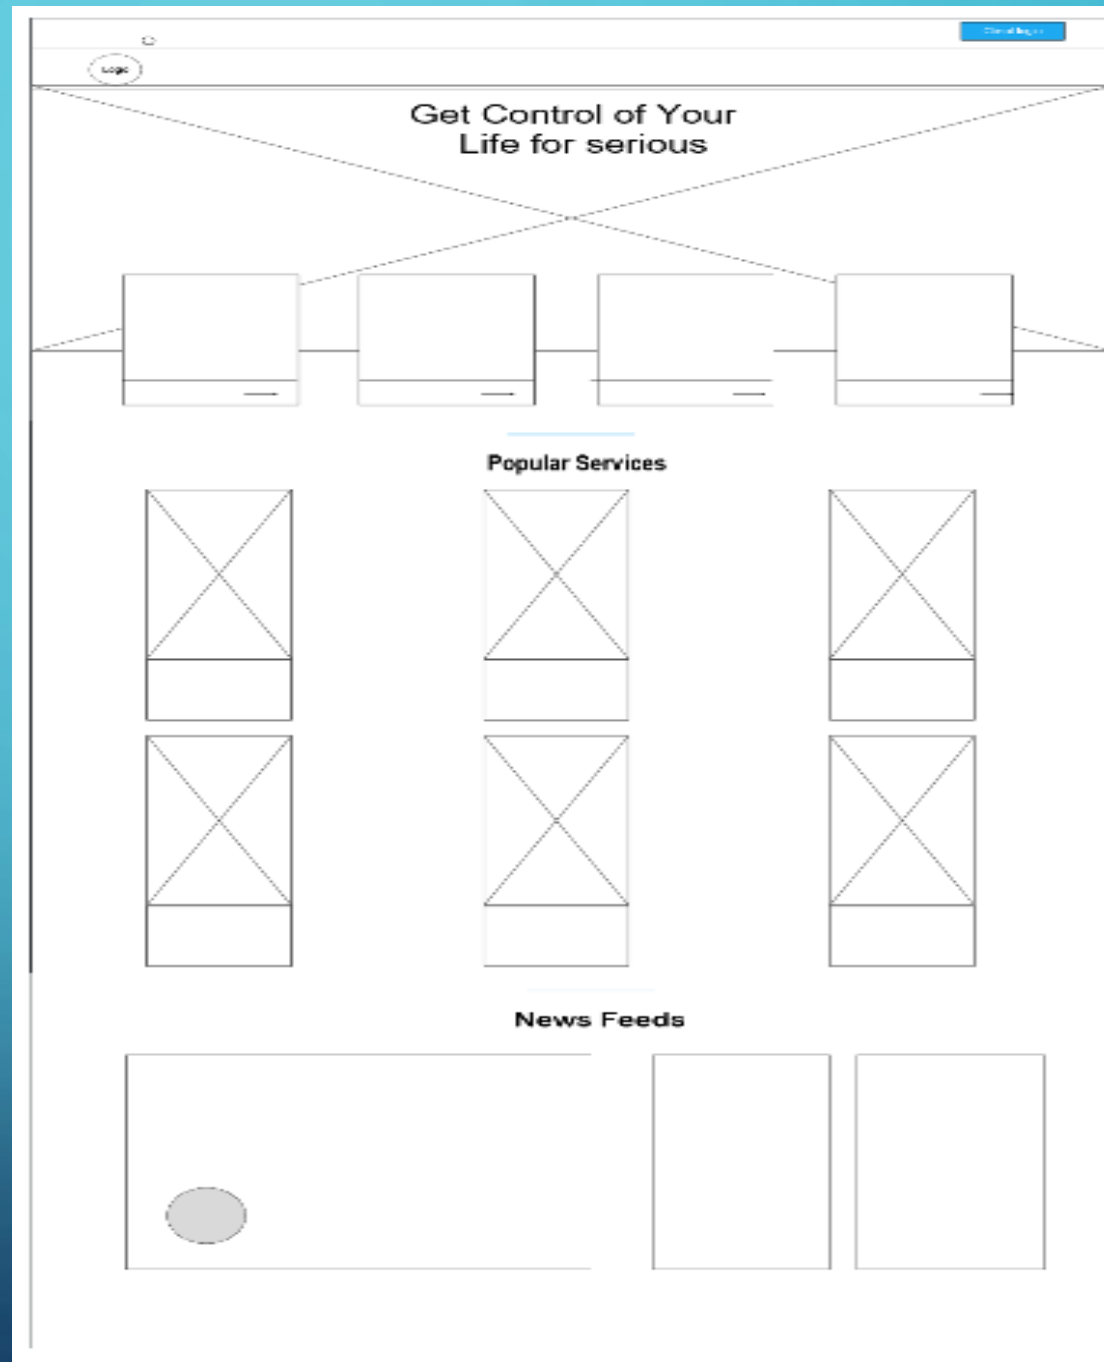 Logo
Get Control of Your
Life for serious
Popular Services
News Feeds